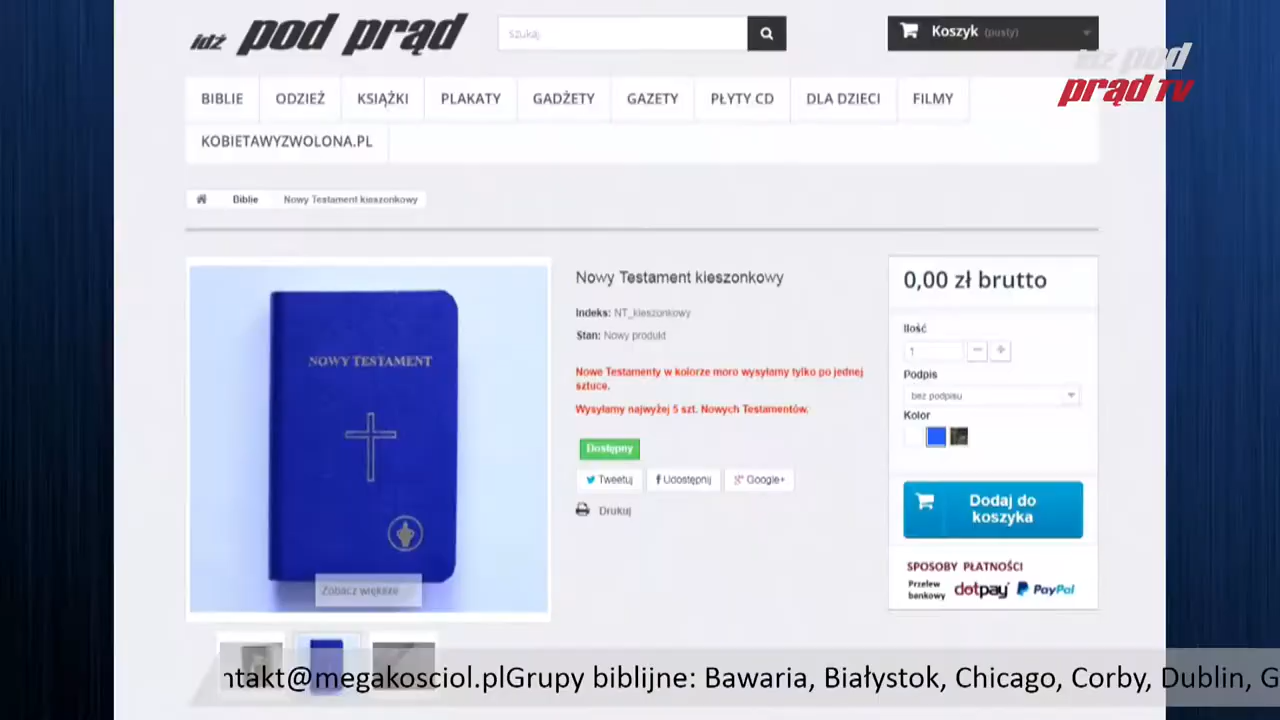 idź pod prąd
Szukaj
Koszyk (pusty)
idź pod
prąd TV
BIBLIE ODZIEŻ KSIĄŻKI PLAKATY GADŻETY GAZETY PŁYTY CD DLA DZIECI FILMY
KOBIETAWYZWOLONA.PL
Biblie Nowy Testament kieszonkowy
NOWY TESTAMENT
Zobacz większe
Nowy Testament kieszonkowy
Indeks: NT_kieszonkowy
Stan: Nowy produkt
Nowe Testamenty w kolorze moro wysyłamy tylko po jednej
sztuce.
Wysyłamy najwyżej 5 szt. Nowych Testamentów.
Dostępny
Tweetuj Udostępnij Google+
Drukuj
0,00 zł brutto
Ilość
1
Podpis
bez podpisu
Kolor
Dodaj do
koszyka
SPOSOBY PŁATNOŚCI
Przelew
bankowy
dotpay PayPal
ntakt@megakosciol.plGrupy biblijne: Bawaria, Białystok, Chicago, Corby, Dublin, G